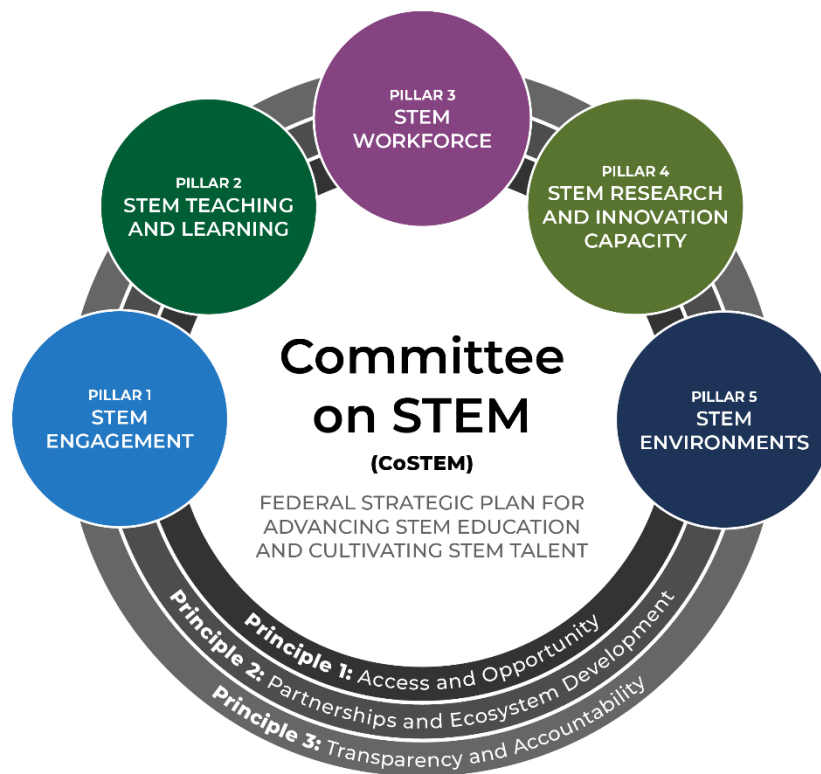 PILLAR 3
STEM
WORKFORCE
PILLAR 2
STEM TEACHING
AND LEARNING
PILLAR 4
STEM RESEARCH
AND INNOVATION
CAPACITY
PILLAR 1
STEM
ENGAGEMENT
Committee
on STEM
(CoSTEM)
FEDERAL STRATEGIC PLAN FOR
ADVANCING STEM EDUCATION
AND CULTIVATING STEM TALENT
PILLAR 5
STEM
ENVIRONMENTS
Principle 1: Access and Opportunity
Principle 2: Partnerships and Ecosystem Development
Principle 3: Transparency and Accountability